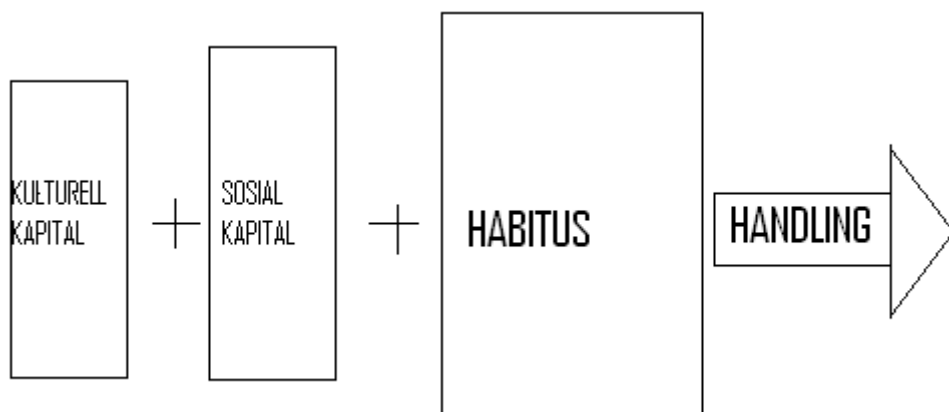 KULTURELL
KAPITAL
SOSIAL
KAPITAL
HABITUS
HANDLING